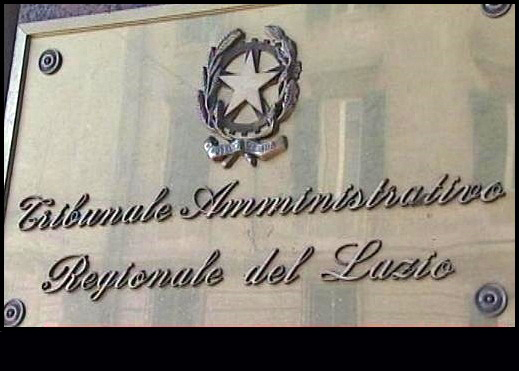 Tribunale Amministrativo
Regionale del Lazio